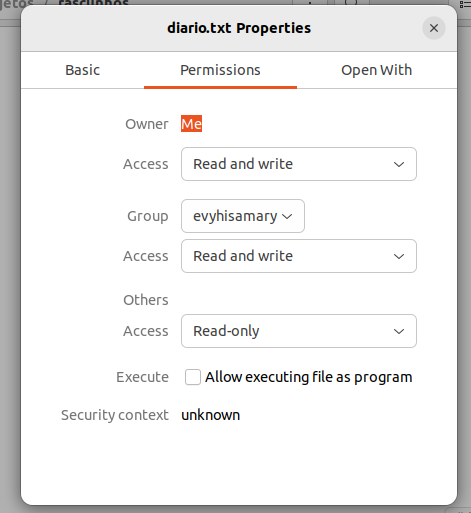 jetos / rascunhos
diario.txt Properties
Basic Permissions Open With
Owner Me
Access Read and write
Group evyhisamary
Access Read and write
Others
Access Read-only
Execute Allow executing file as program
Security context unknown